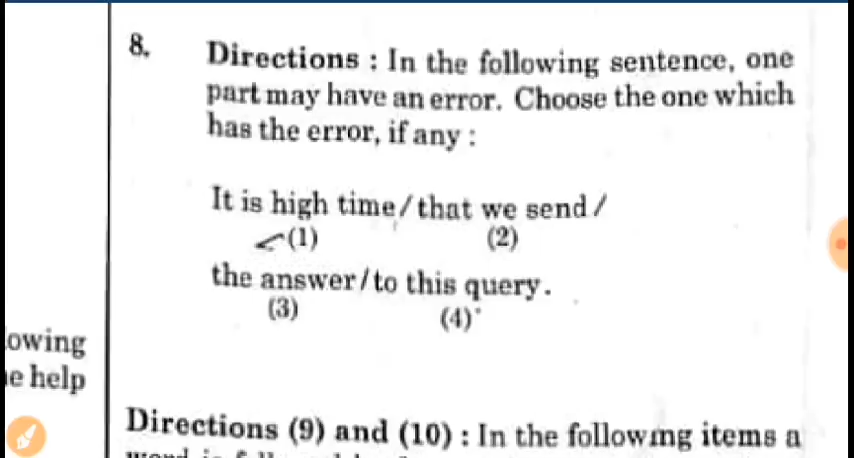 8. Directions : In the following sentence, one
part may have an error. Choose the one which
has the error, if any :
It is high time/that we send/
(1) (2)
the answer/to this query.
(3) (4)
owing
e help
Directions (9) and (10) : In the following items a